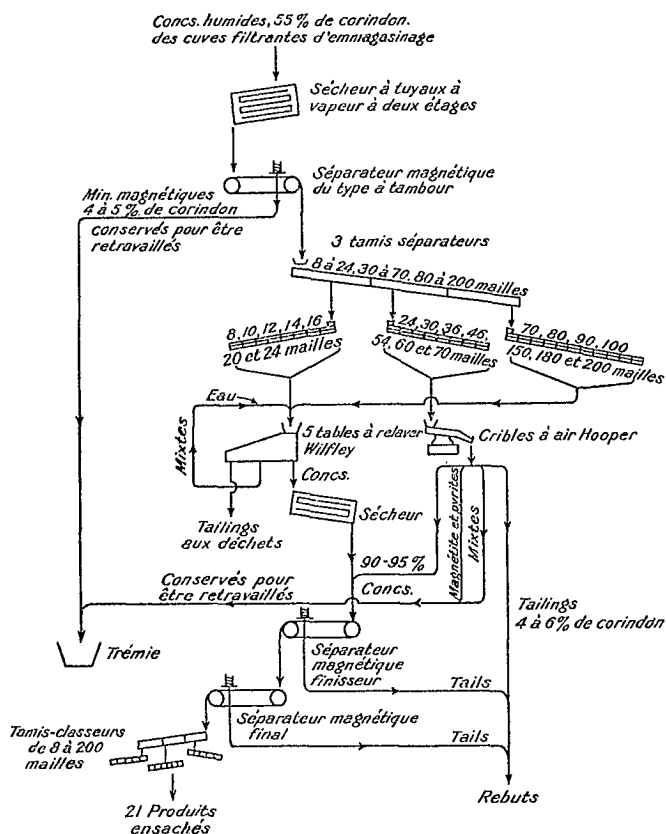 Concs. humides, 55 % de corindon.
des cuves filtrantes d'emmagasinage
Sécheur à tuyaux à
vapeur à deux étages
Séparateur magnétique
du type à tambour
Min. magnétiques
4 à 5 % de corindon
conservés pour être
retravaillés
3 tamis séparateurs
8 à 24, 30 à 70, 80 à 200 mailles
8, 10, 12, 14, 16
20 et 24 mailles
24, 30, 36, 46,
54, 60 et 70 mailles
70, 80, 90, 100
150, 180 et 200 mailles
Eau
Mixtes
5 tables à relaver
Wilfley
Cribles à air Hooper
Concs.
Tailings
aux déchets
Sécheur
Magnétite et pyrites
Mixtes
90-95 %
Concs.
Conservés pour
être retravaillés
Tailings
4 à 6% de corindon
Trémie
Séparateur
magnétique
finisseur
Tails
Séparateur magnétique
final
Tails
Tamis-classeurs
de 8 à 200
mailles
21 Produits
ensachés
Rebuts